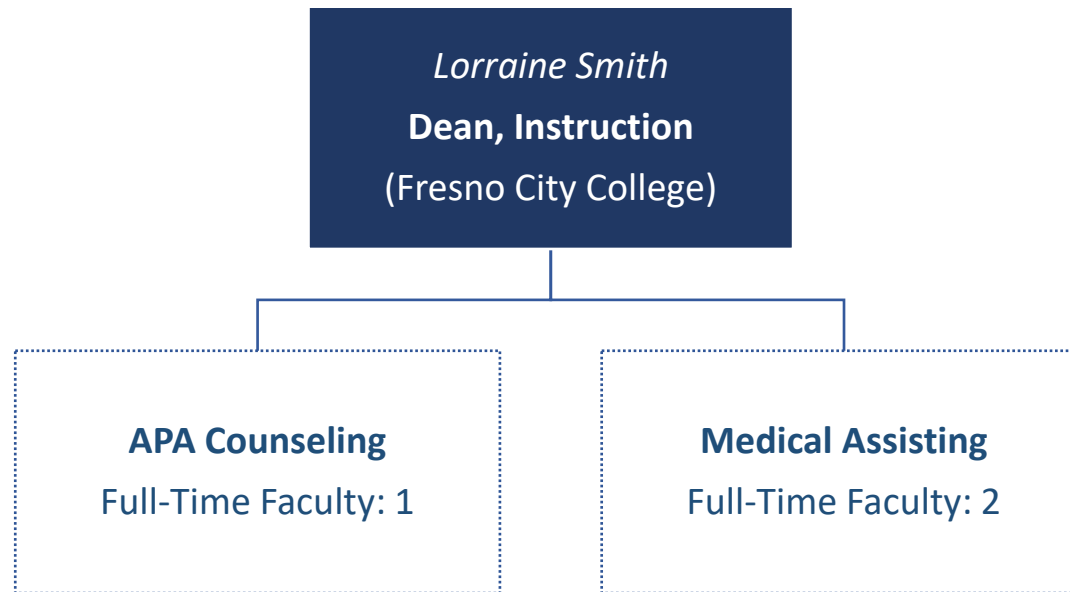 Lorraine Smith
Dean, Instruction
(Fresno City College)
APA Counseling
Full-Time Faculty: 1
Medical Assisting
Full-Time Faculty: 2